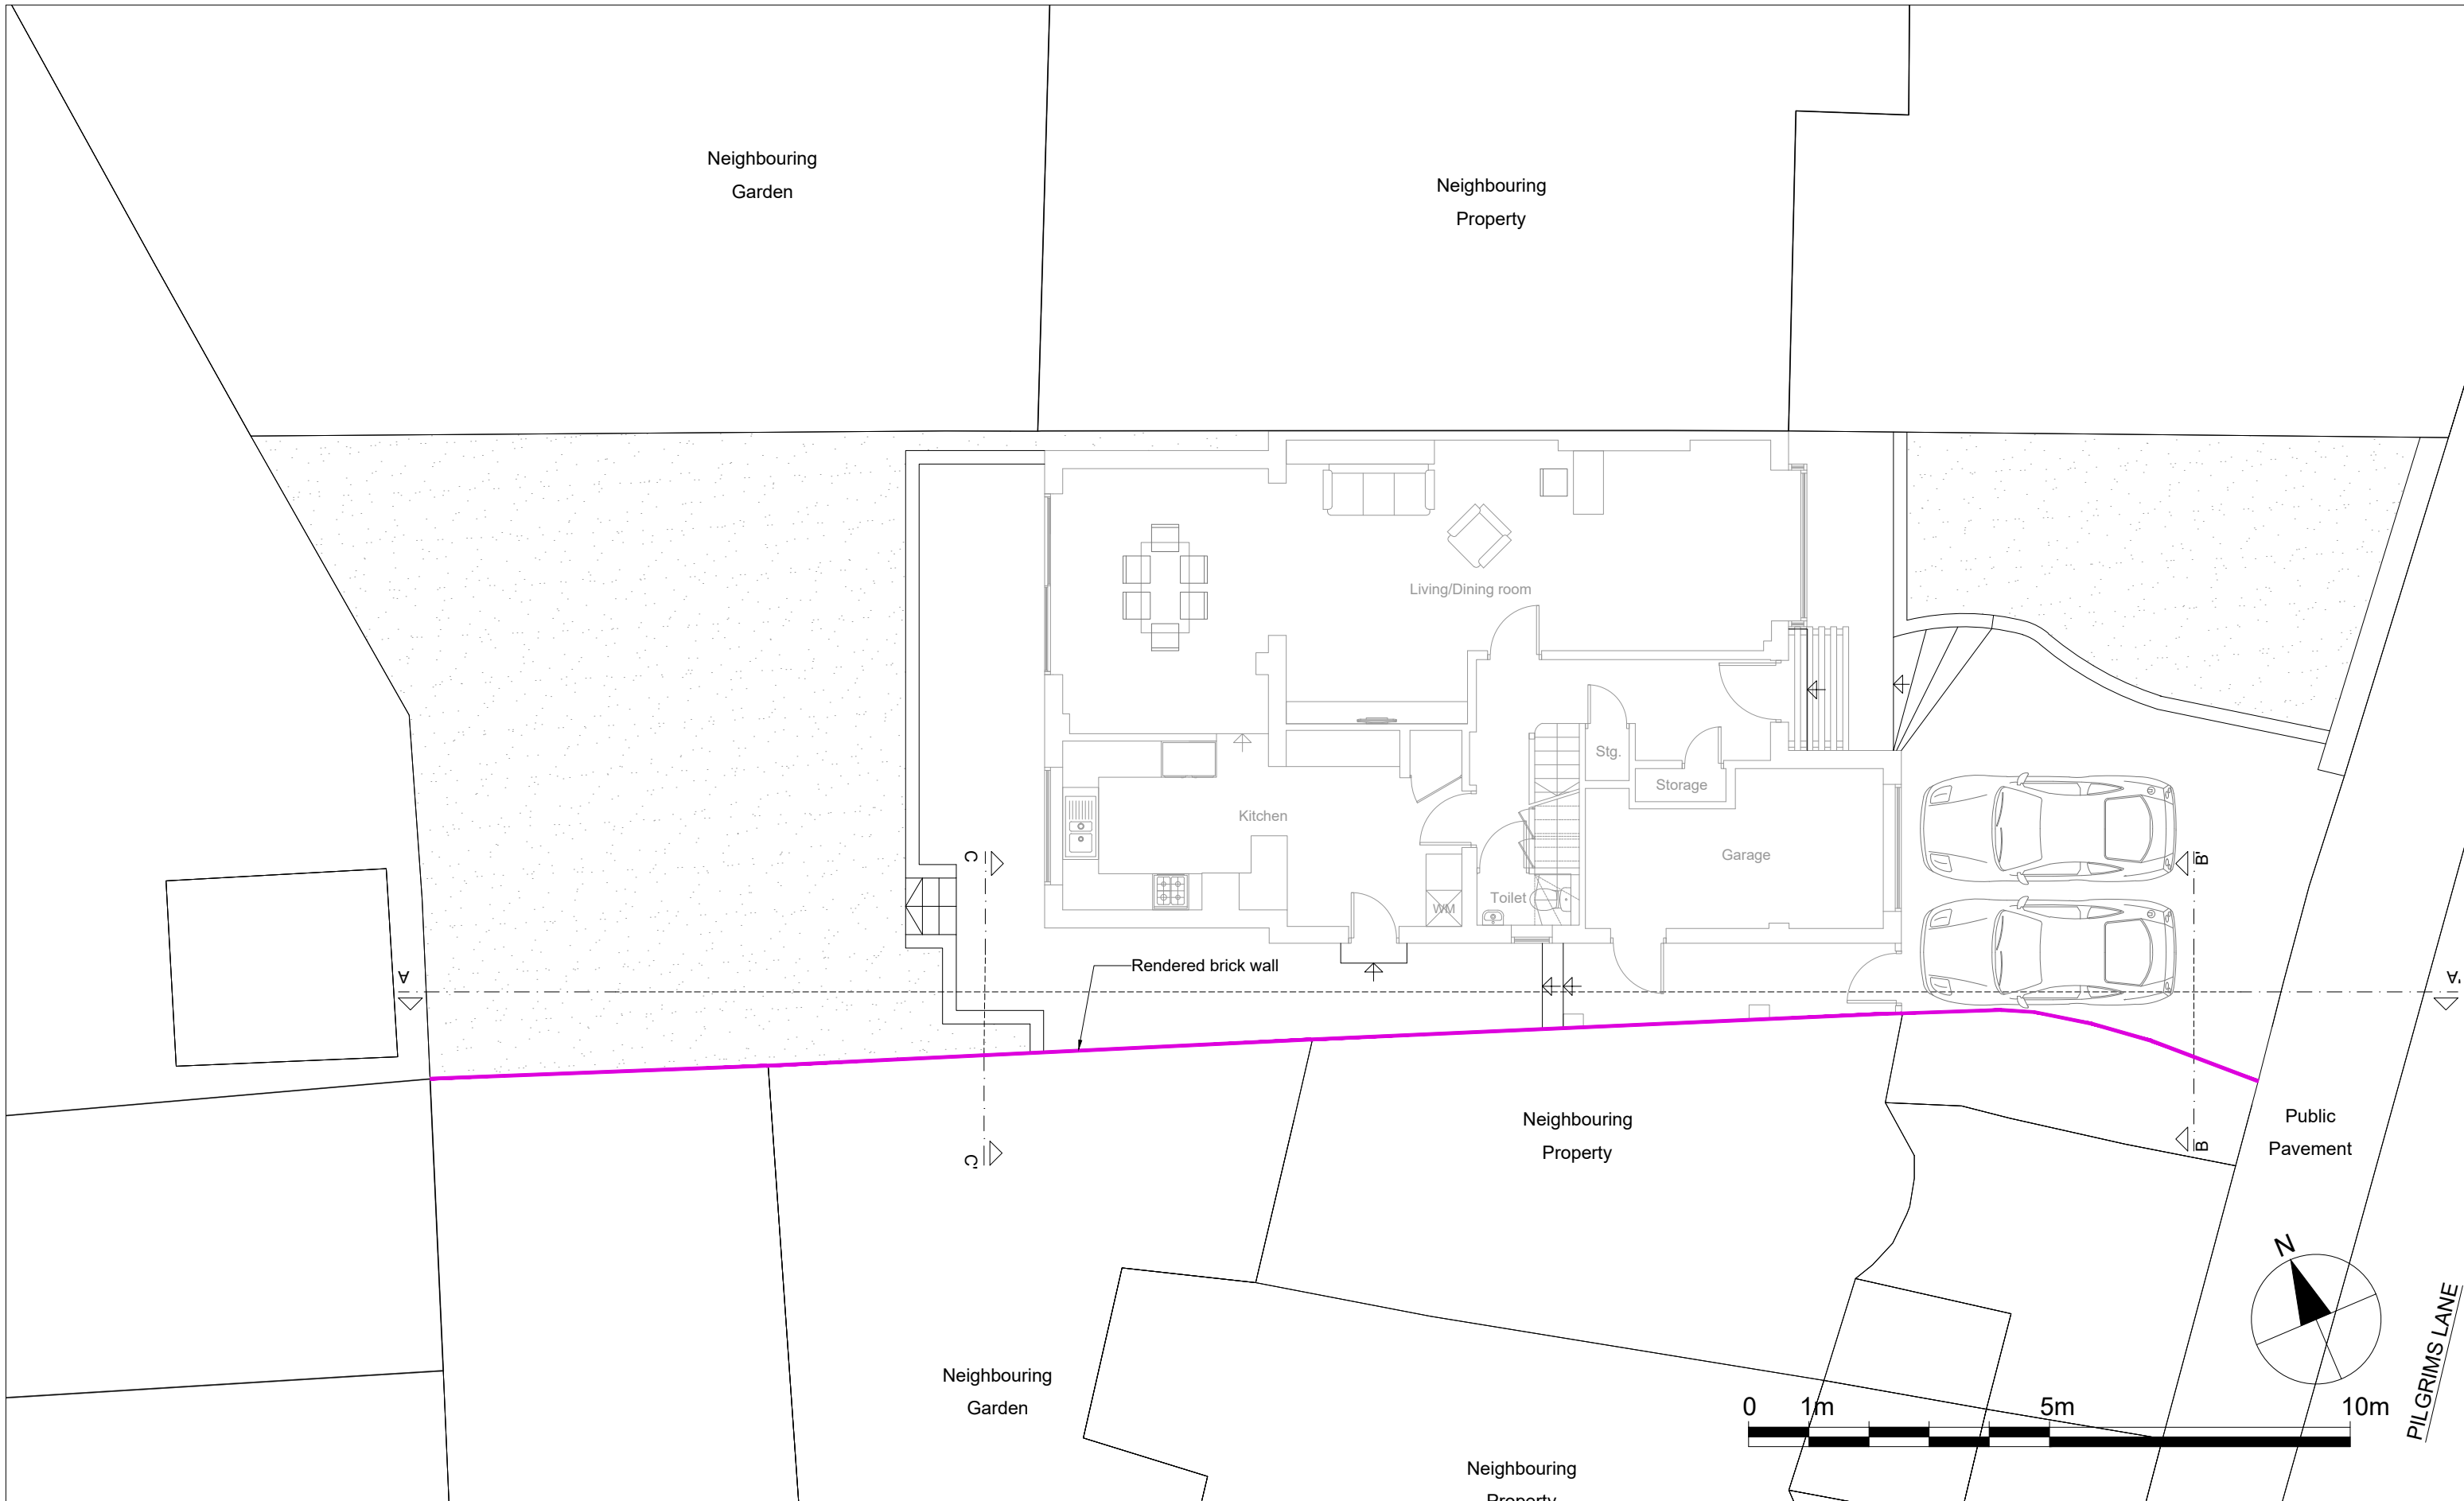 Neighbouring
Garden
Neighbouring
Property
Living/Dining room
Stg.
Storage
Kitchen
Garage
Toilet
WM
C
B'
Rendered brick wall
A
A'
Neighbouring
Property
Public
Pavement
C'
B
N
PILGRIMS LANE
Neighbouring
Garden
0
1m
5m
10m
Neighbouring
Property